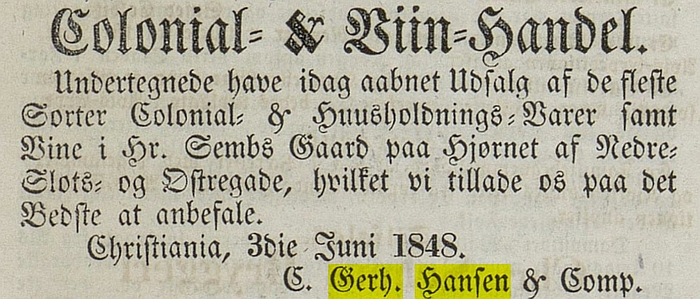 Colonial- & Viin-Handel.
Undertegnede have idag aabnet Udsalg af de fleste
Sorter Colonial- & Huusholdnings-Varer samt
Vine i Hr. Sembs Gaard paa Hjørnet af Nedre-
Slots- og Østregade, hvilket vi tillade os paa det
Bedste at anbefale.
Christiania, 3die Juni 1848.
C. Gerh. Hansen & Comp.